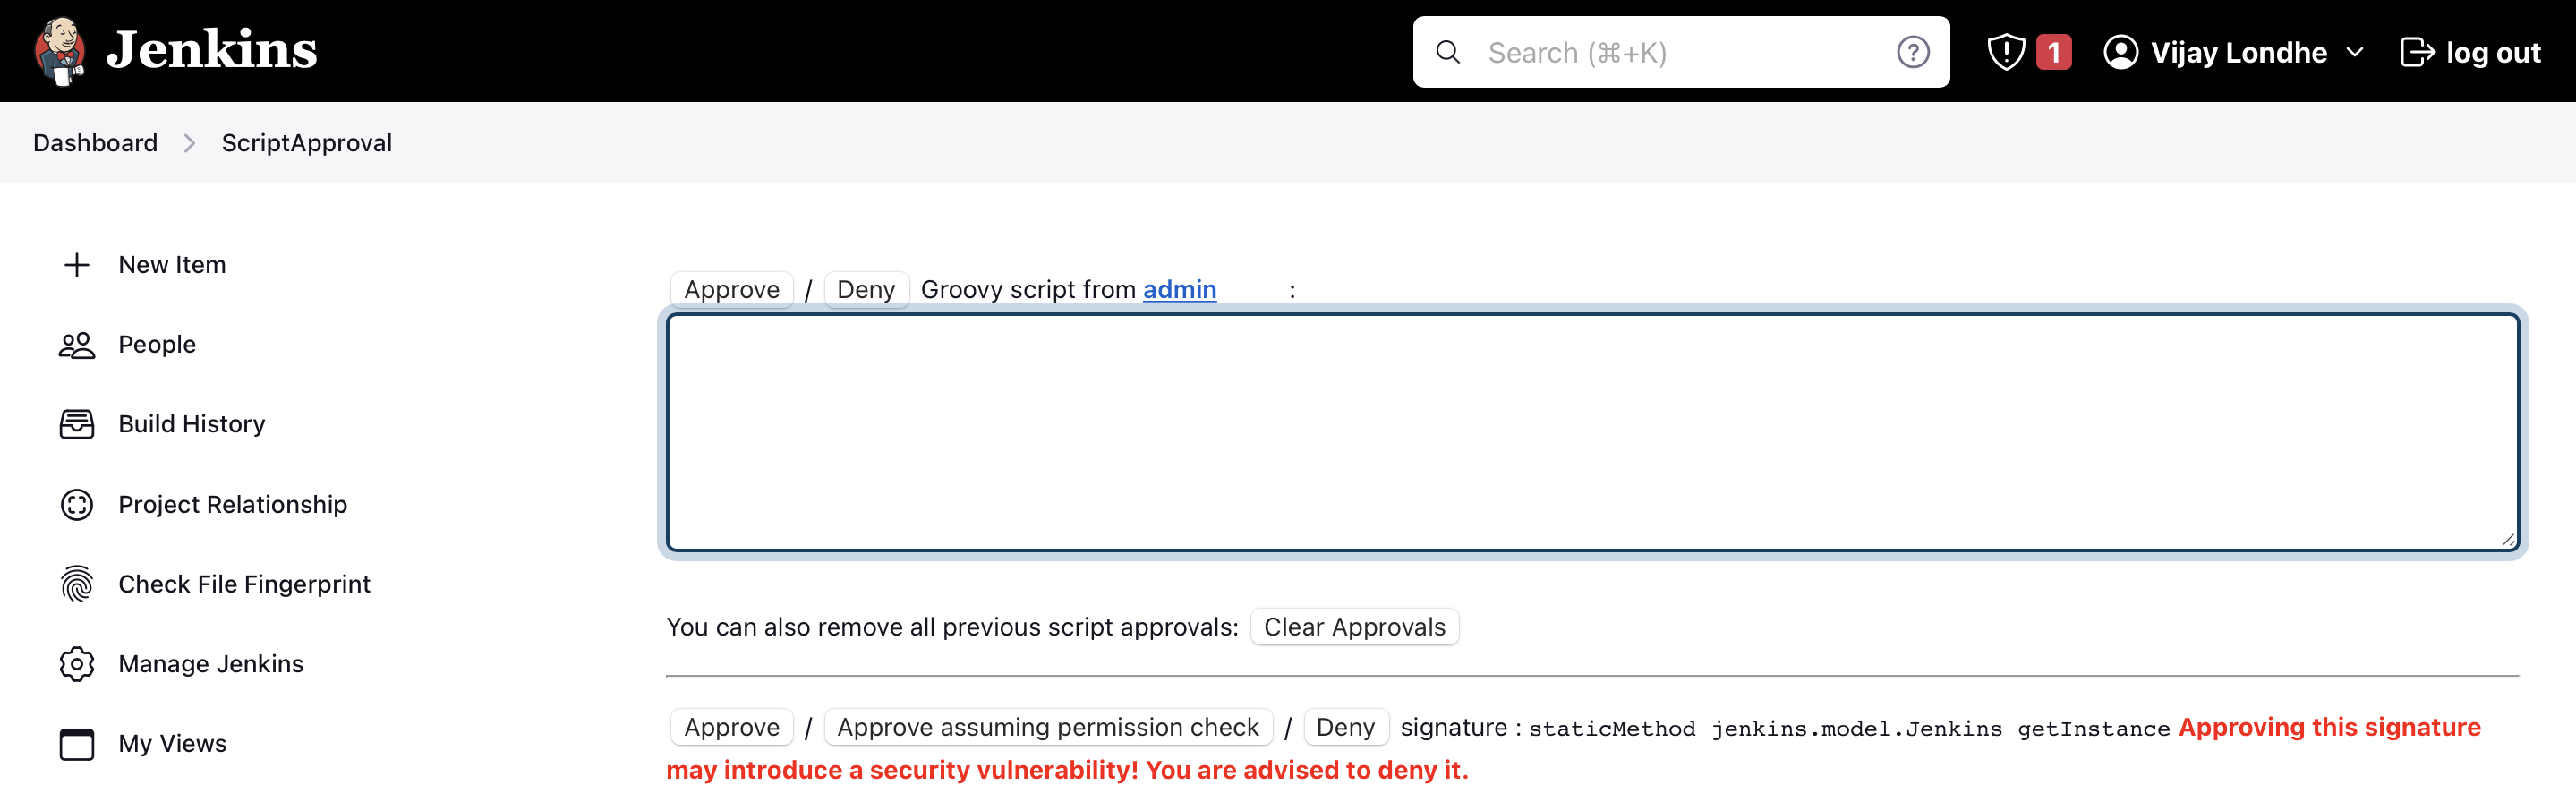 Jenkins
Search (⌘+K)
1
Vijay Londhe
log out
Dashboard
ScriptApproval
New Item
People
Build History
Project Relationship
Check File Fingerprint
Manage Jenkins
My Views
Approve / Deny Groovy script from admin :
You can also remove all previous script approvals: Clear Approvals
Approve / Approve assuming permission check / Deny signature : staticMethod jenkins.model.Jenkins getInstance Approving this signature
may introduce a security vulnerability! You are advised to deny it.